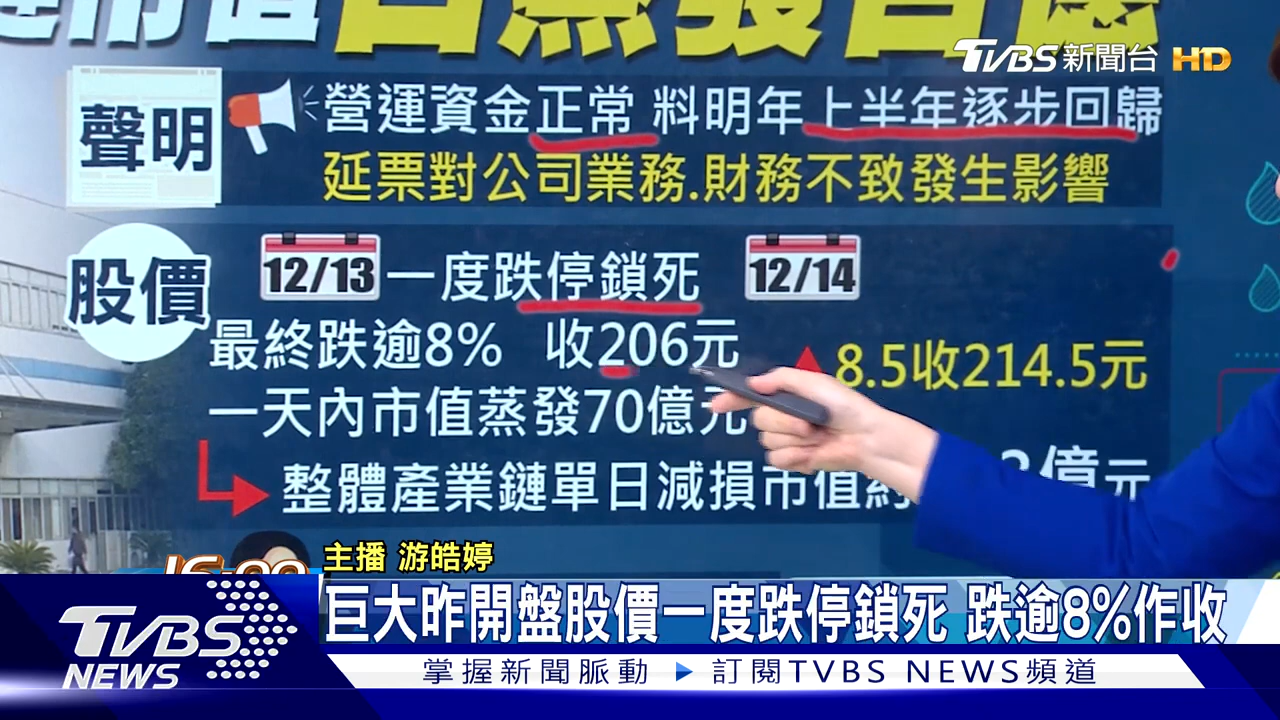 TVBS新聞台 HD
聲明
營運資金正常 料明年上半年逐步回歸
延票對公司業務.財務不致發生影響
股價
12/13 一度跌停鎖死
12/14
最終跌逾8% 收206元
▲8.5收214.5元
一天內市值蒸發70億元
整體產業鏈單日減損市值約
億元
主播 游皓婷
巨大昨開盤股價一度跌停鎖死 跌逾8%作收
TVBS NEWS
掌握新聞脈動 ▶ 訂閱TVBS NEWS頻道